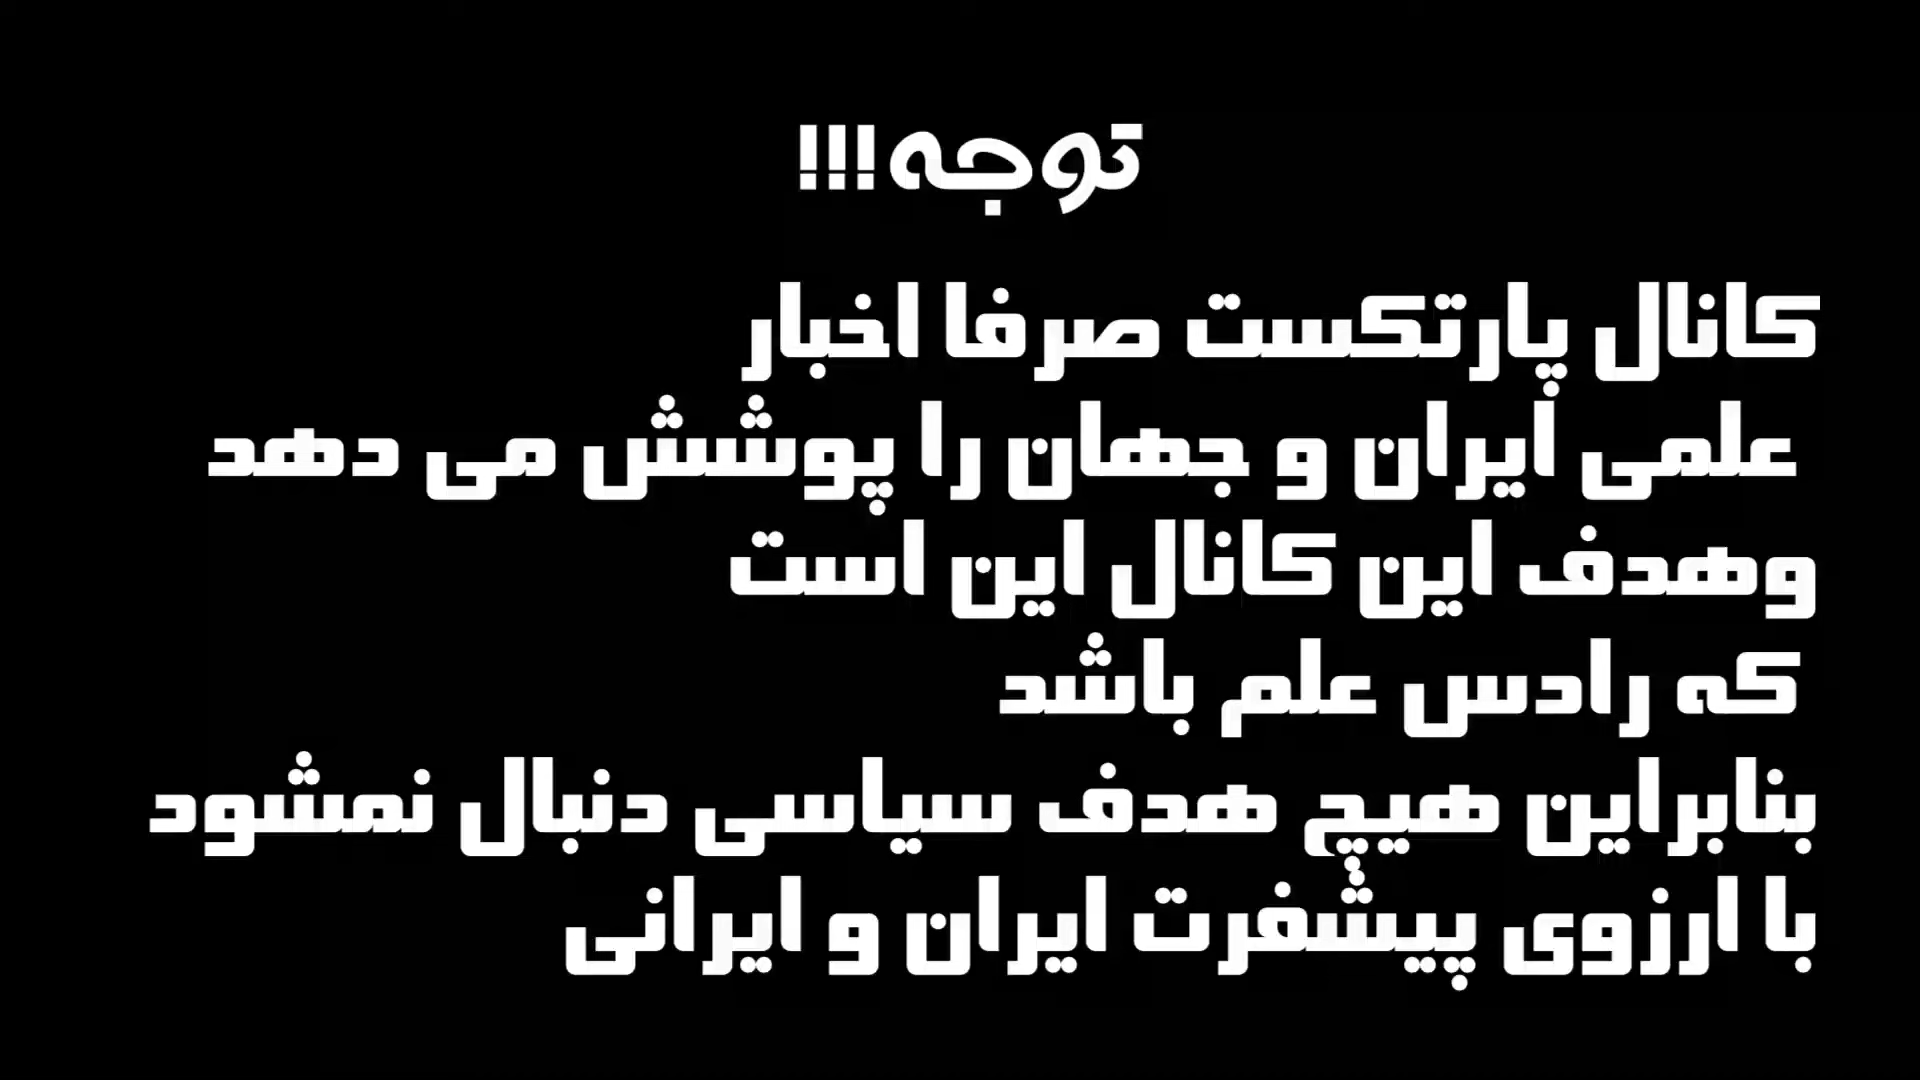 توجه!!!
کانال پارتکست صرفا اخبار
علمی ایران و جهان را پوشش می دهد
وهدف این کانال این است
که رادس علم باشد
بنابراین هیچ هدف سیاسی دنبال نمشود
با ارزوی پیشفرت ایران و ایرانی